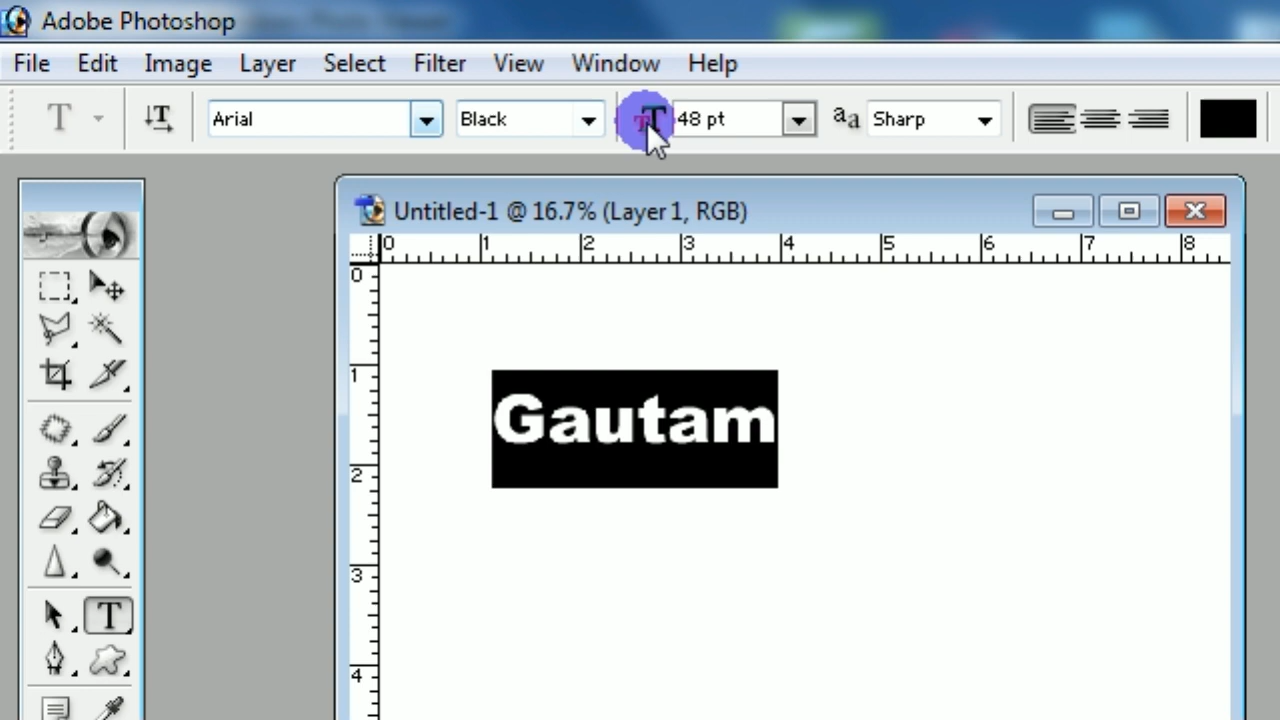 Adobe Photoshop
File Edit Image Layer Select Filter View Window Help
T Arial Black T 48 pt aa Sharp
Untitled-1 @ 16.7% (Layer 1, RGB)
0 1 2 3 4 5 6 7 8
0
1
Gautam
2
3
T
4